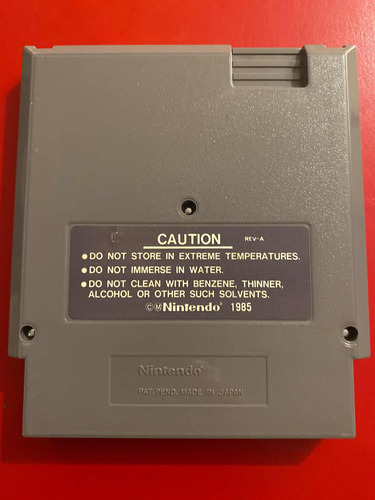 CAUTION REV-A
● DO NOT STORE IN EXTREME TEMPERATURES.
● DO NOT IMMERSE IN WATER.
● DO NOT CLEAN WITH BENZENE, THINNER,
ALCOHOL OR OTHER SUCH SOLVENTS.
©Ⓜ Nintendo 1985
Nintendo
PAT. PEND. MADE IN JAPAN